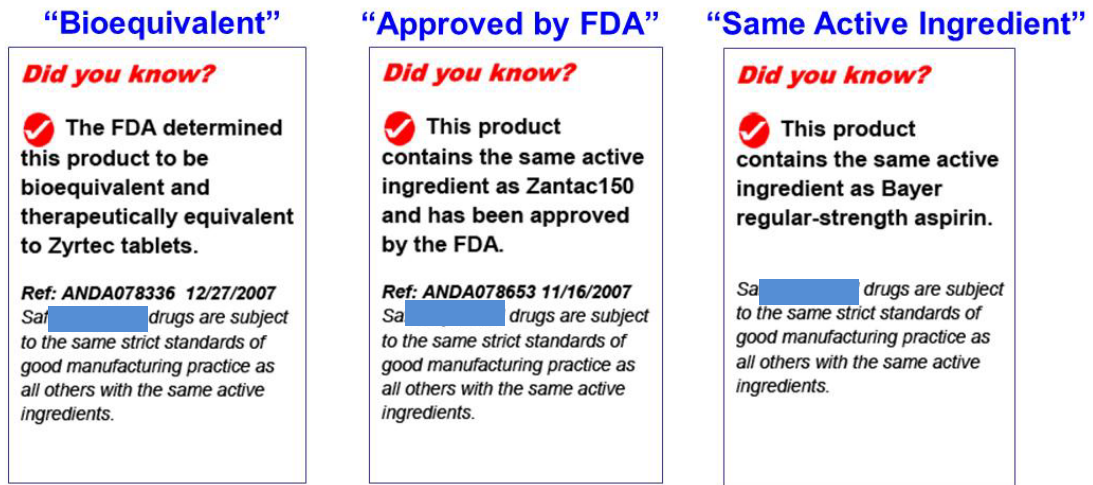 “Bioequivalent”
Did you know?
The FDA determined
this product to be
bioequivalent and
therapeutically equivalent
to Zyrtec tablets.
Ref: ANDA078336 12/27/2007
drugs are subject
to the same strict standards of
good manufacturing practice as
all others with the same active
ingredients.
“Approved by FDA”
Did you know?
This product
contains the same active
ingredient as Zantac150
and has been approved
by the FDA.
Ref: ANDA078653 11/16/2007
drugs are subject
to the same strict standards of
good manufacturing practice as
all others with the same active
ingredients.
“Same Active Ingredient”
Did you know?
This product
contains the same active
ingredient as Bayer
regular-strength aspirin.
drugs are subject
to the same strict standards of
good manufacturing practice as
all others with the same active
ingredients.